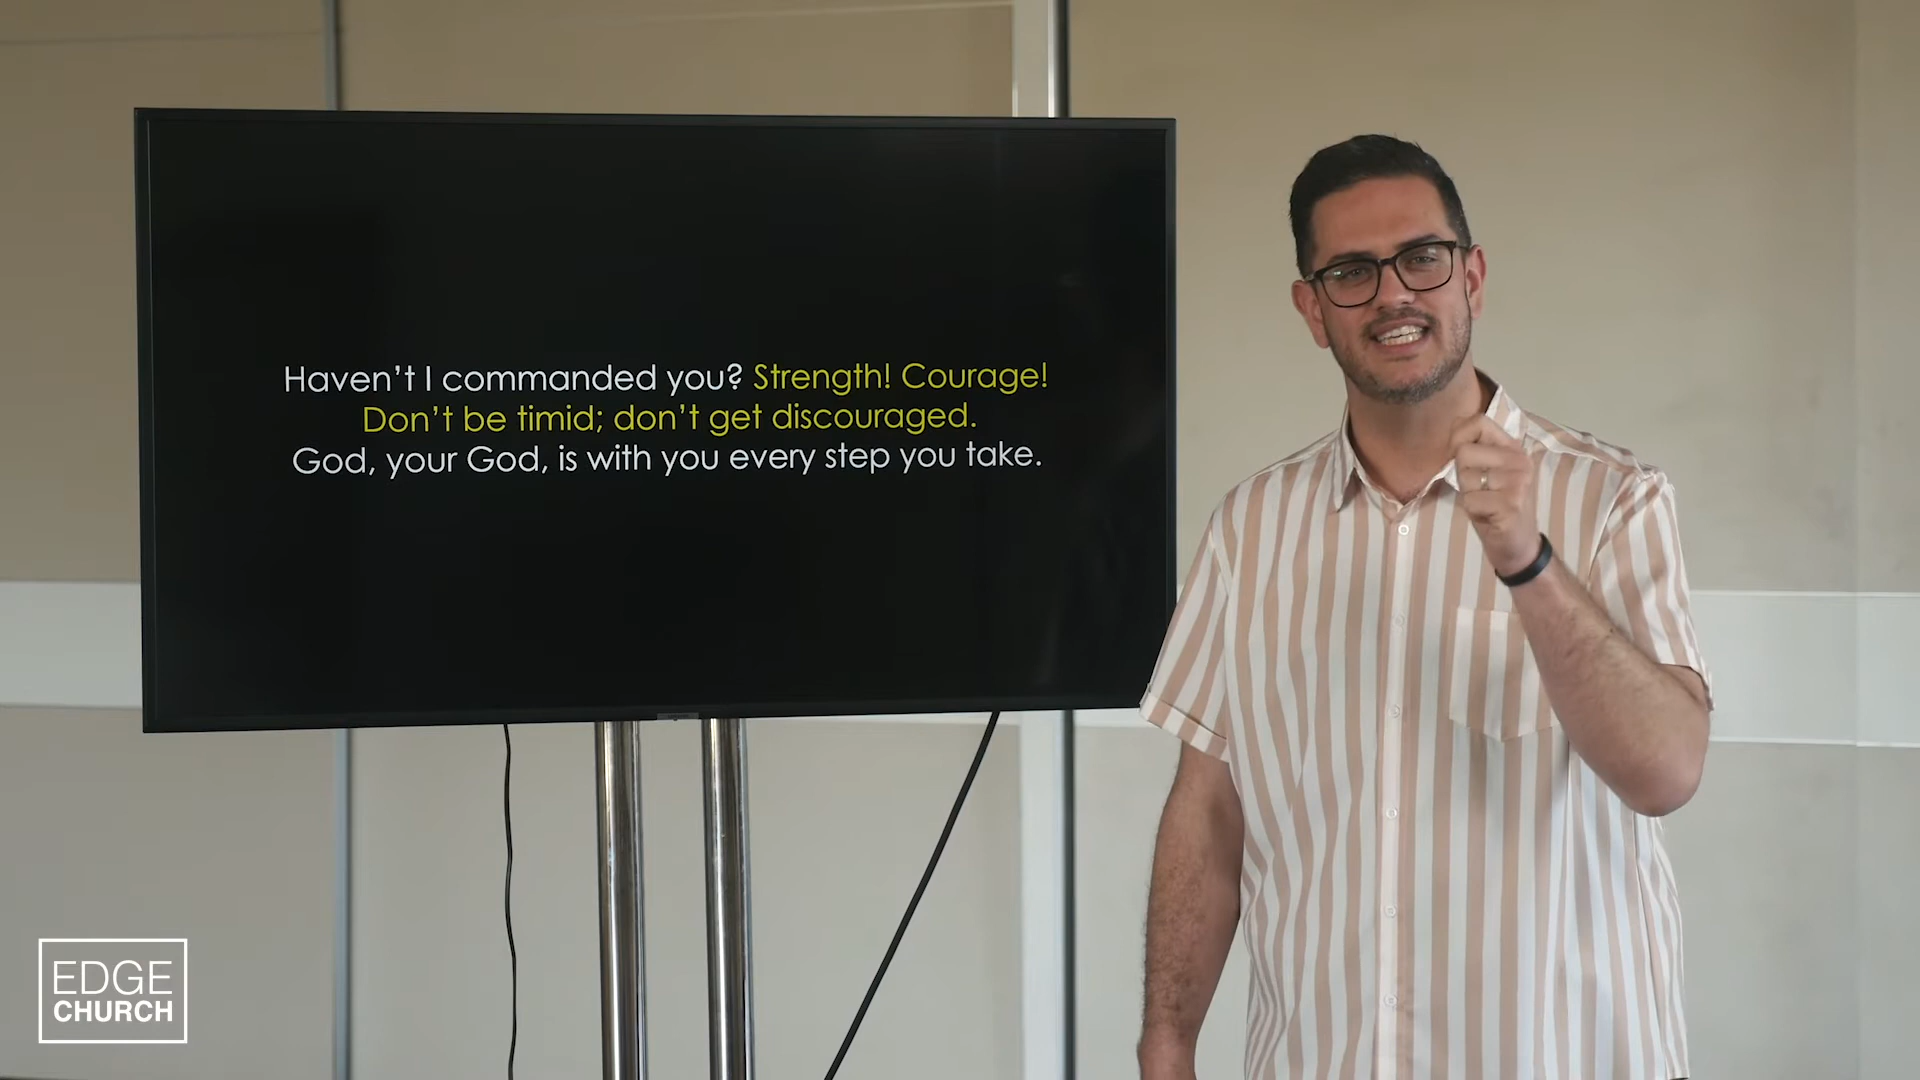 Haven't I commanded you? Strength! Courage!
Don't be timid; don't get discouraged.
God, your God, is with you every step you take.
EDGE
CHURCH